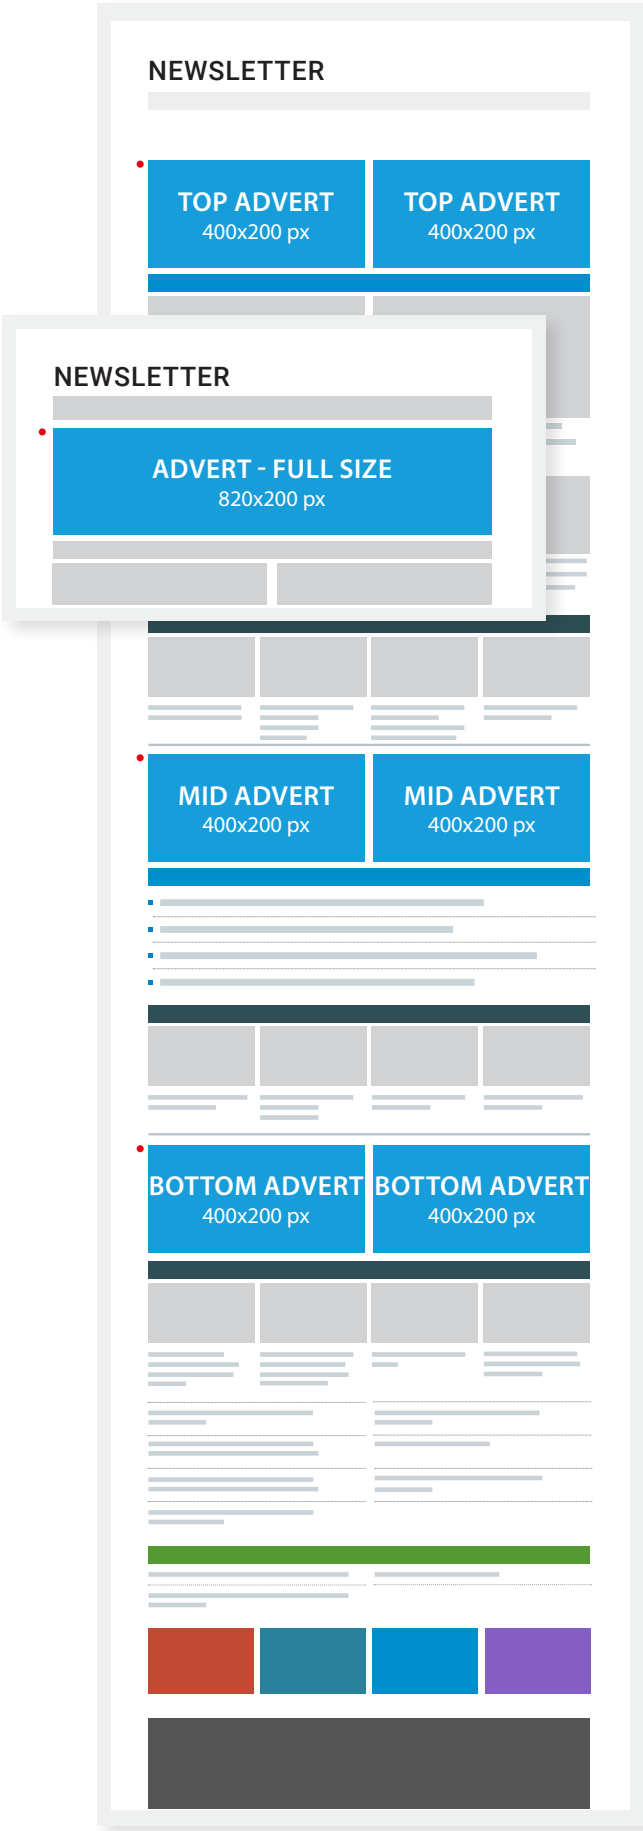 NEWSLETTER
TOP ADVERT
400x200 px
TOP ADVERT
400x200 px
NEWSLETTER
ADVERT - FULL SIZE
820x200 px
MID ADVERT
400x200 px
MID ADVERT
400x200 px
BOTTOM ADVERT
400x200 px
BOTTOM ADVERT
400x200 px